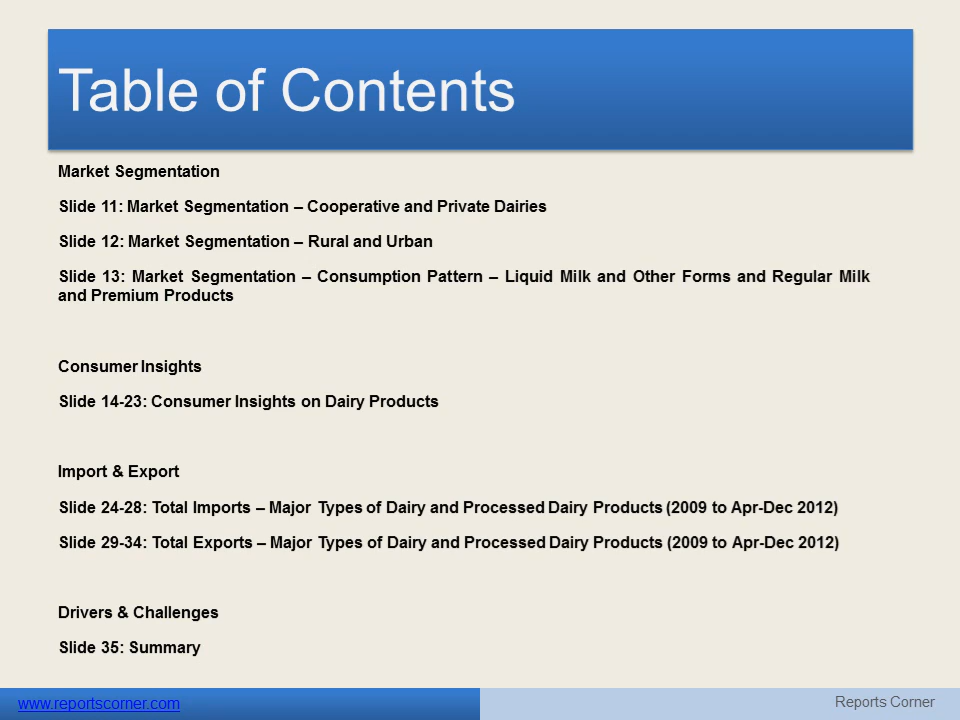 Table of Contents
Market Segmentation
Slide 11: Market Segmentation – Cooperative and Private Dairies
Slide 12: Market Segmentation – Rural and Urban
Slide 13: Market Segmentation – Consumption Pattern – Liquid Milk and Other Forms and Regular Milk
and Premium Products
Consumer Insights
Slide 14-23: Consumer Insights on Dairy Products
Import & Export
Slide 24-28: Total Imports – Major Types of Dairy and Processed Dairy Products (2009 to Apr-Dec 2012)
Slide 29-34: Total Exports – Major Types of Dairy and Processed Dairy Products (2009 to Apr-Dec 2012)
Drivers & Challenges
Slide 35: Summary
www.reportscorner.com
Reports Corner